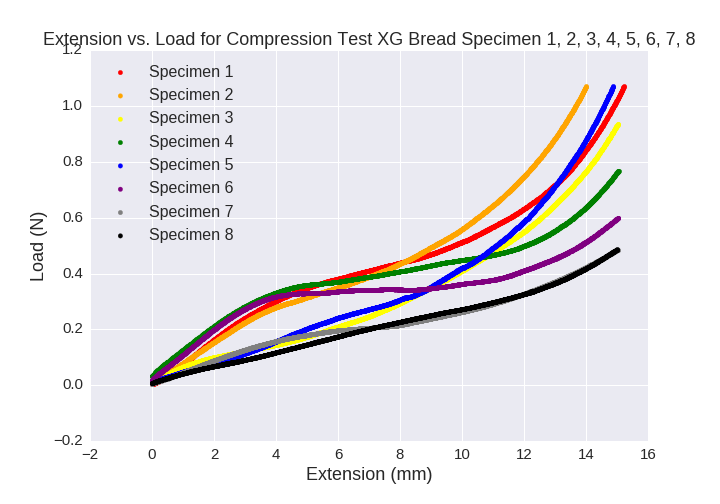 Extension vs. Load for Compression Test XG Bread Specimen 1, 2, 3, 4, 5, 6, 7, 8
1.2
Specimen 1
1.0
Specimen 2
Specimen 3
Specimen 4
0.8
Specimen 5
Specimen 6
Specimen 7
0.6
Specimen 8
Load (N)
0.4
0.2
0.0
−0.2
−2 0 2 4 6 8 10 12 14 16
Extension (mm)